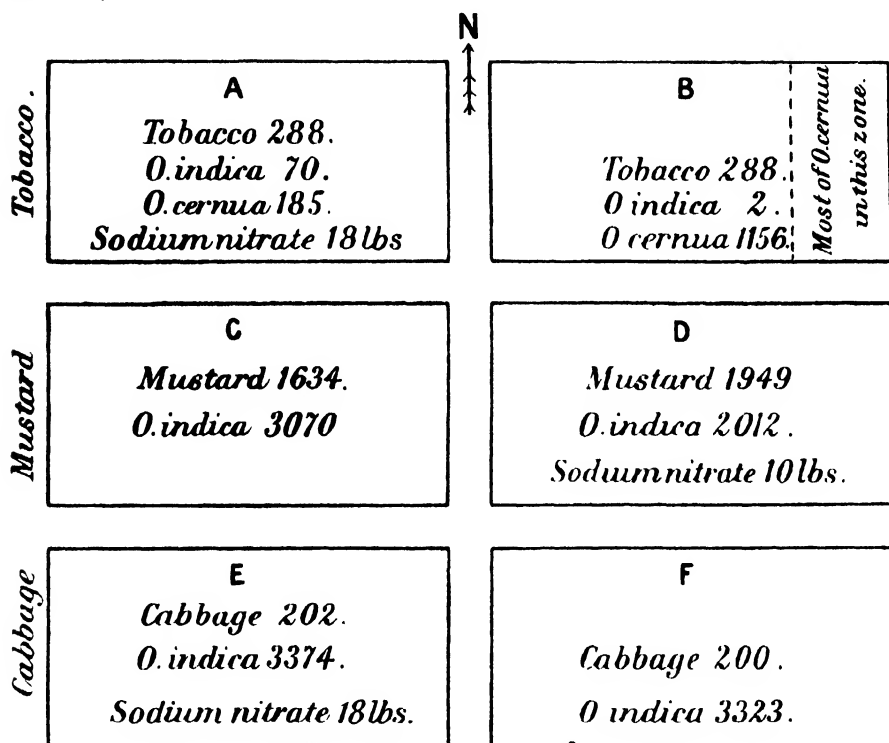 N
Tobacco.
A
Tobacco 288.
O. indica 70.
O. cernua 185.
Sodium nitrate 18 lbs
B
Tobacco 288.
O indica 2.
O cernua 1156.
Most of O. cernua
in this zone.
Mustard
C
Mustard 1634.
O. indica 3070
D
Mustard 1949
O. indica 2012.
Sodium nitrate 10 lbs.
Cabbage
E
Cabbage 202.
O. indica 3374.
Sodium nitrate 18 lbs.
F
Cabbage 200.
O indica 3323.